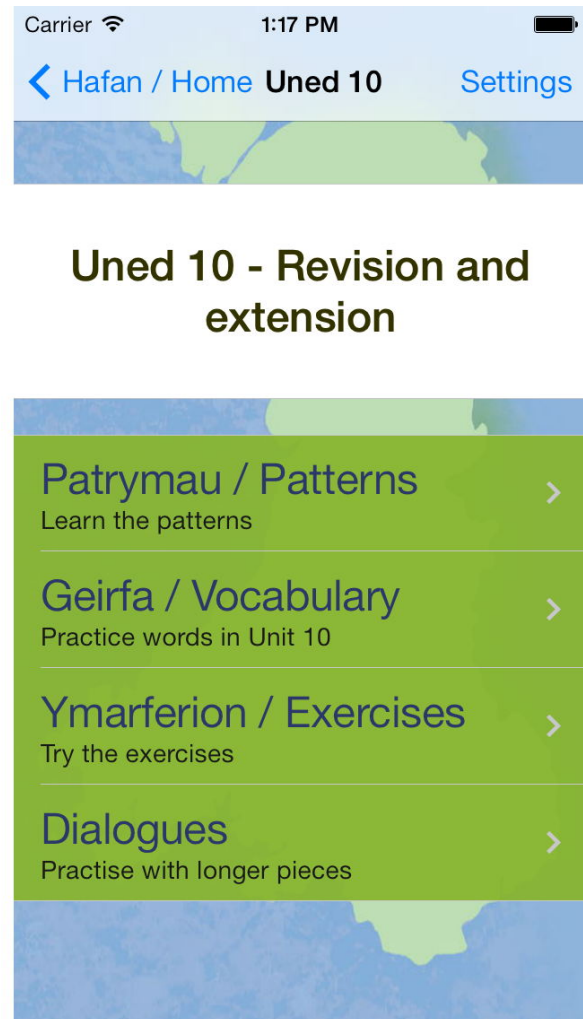 Carrier 1:17 PM
Hafan / Home Uned 10 Settings
Uned 10 - Revision and
extension
Patrymau / Patterns
Learn the patterns
Geirfa / Vocabulary
Practice words in Unit 10
Ymarferion / Exercises
Try the exercises
Dialogues
Practise with longer pieces